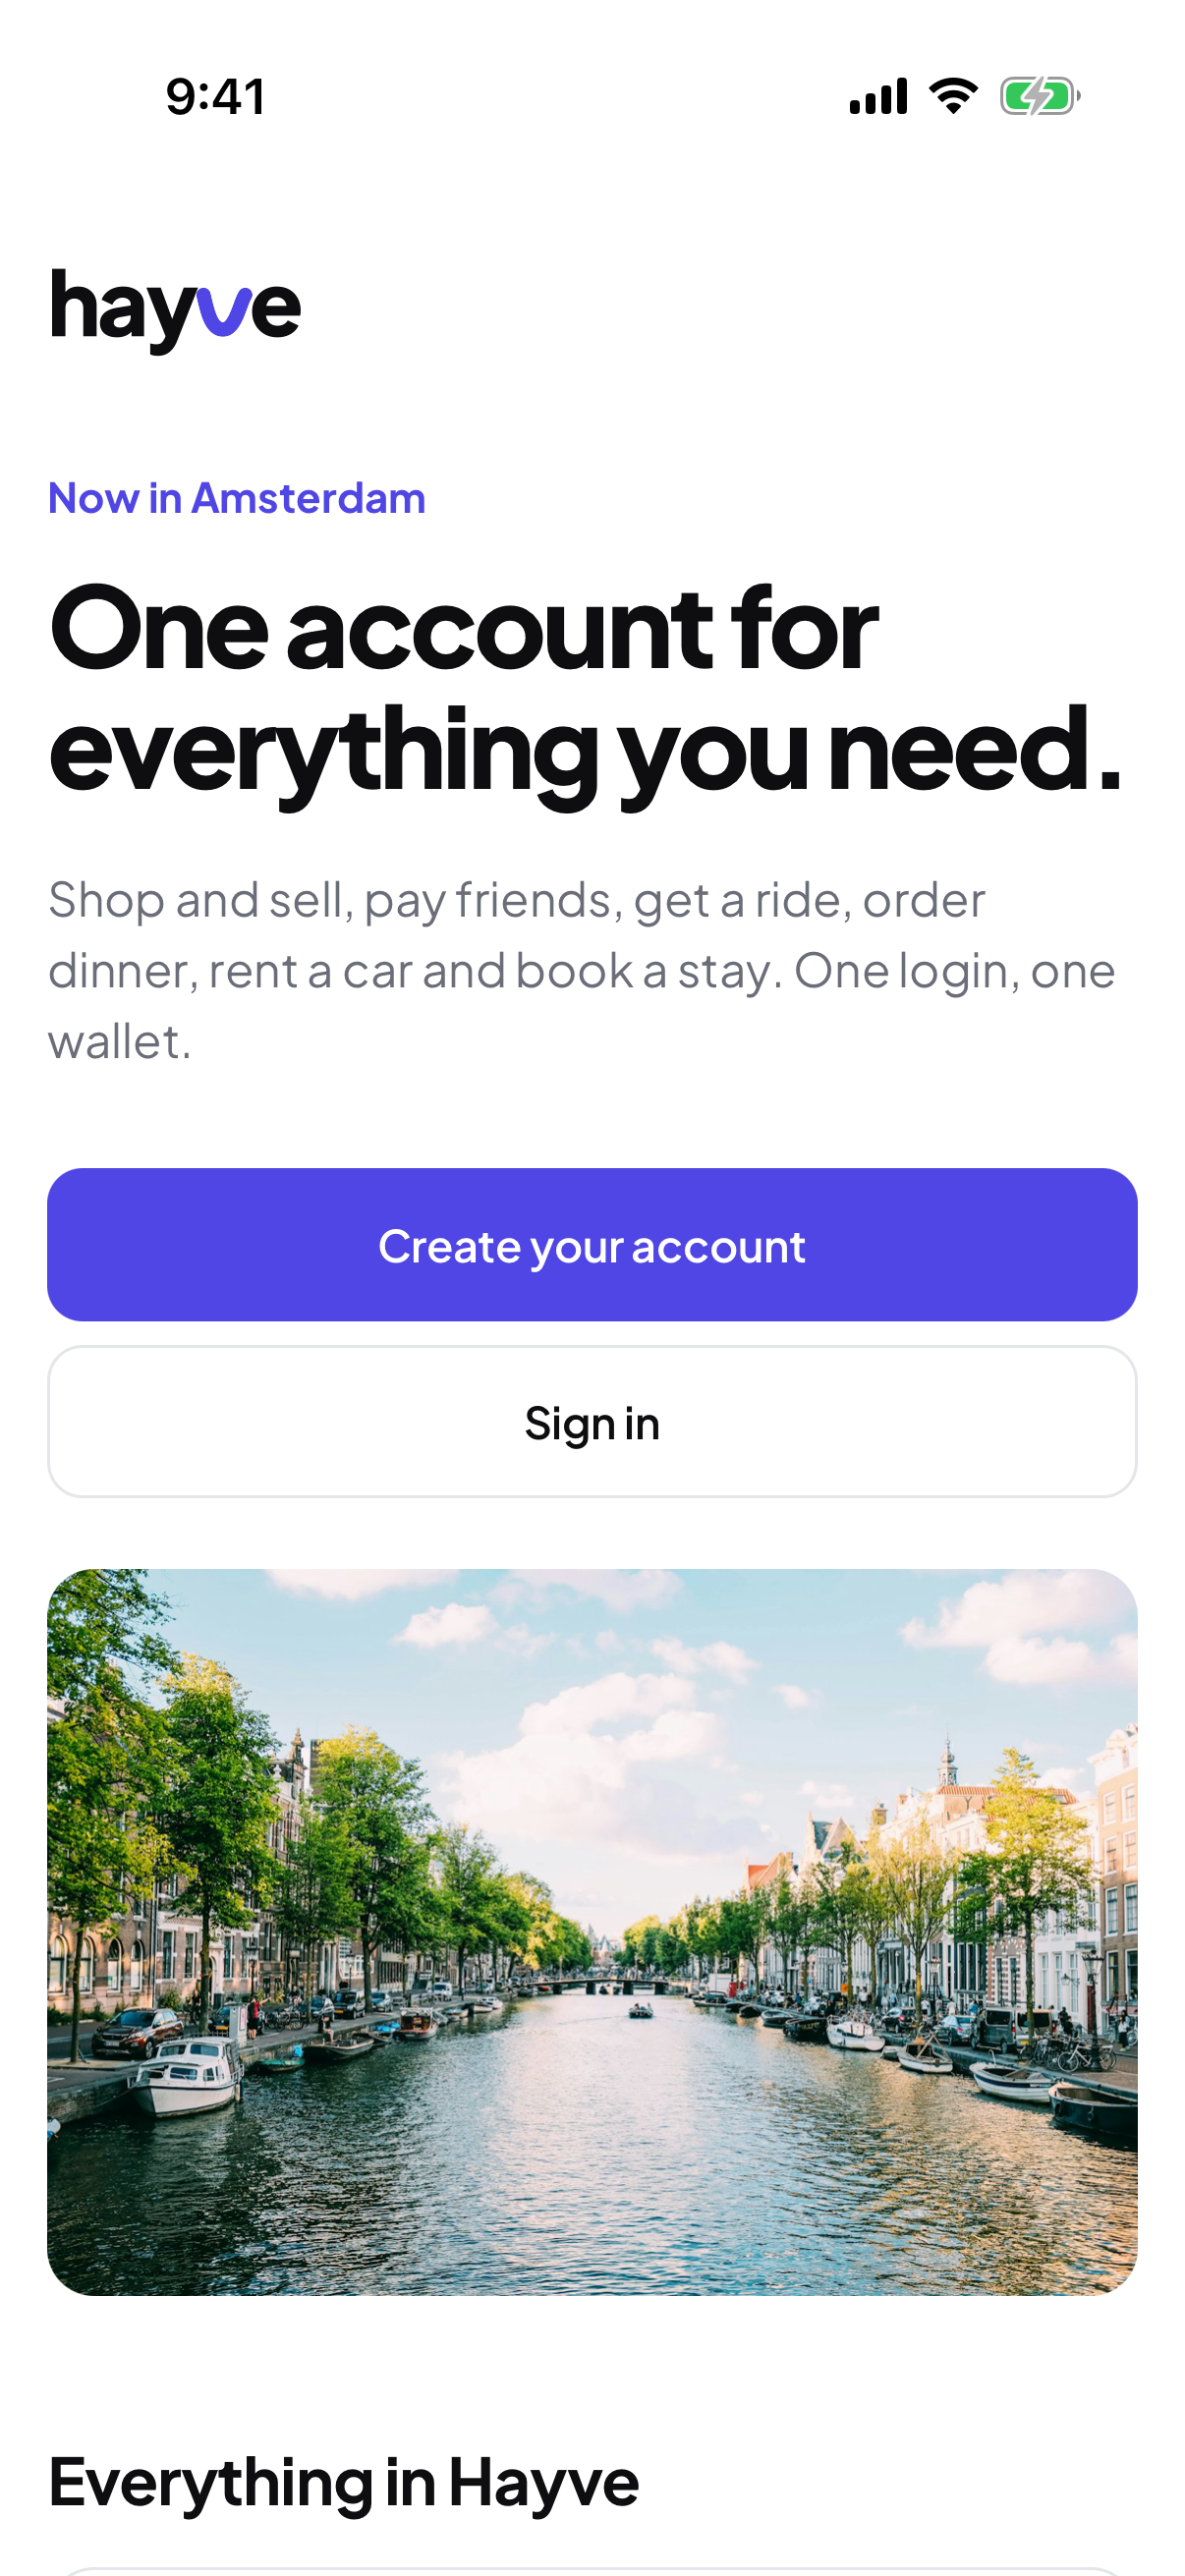 9:41
hayve
Now in Amsterdam
One account for
everything you need.
Shop and sell, pay friends, get a ride, order
dinner, rent a car and book a stay. One login, one
wallet.
Create your account
Sign in
Everything in Hayve